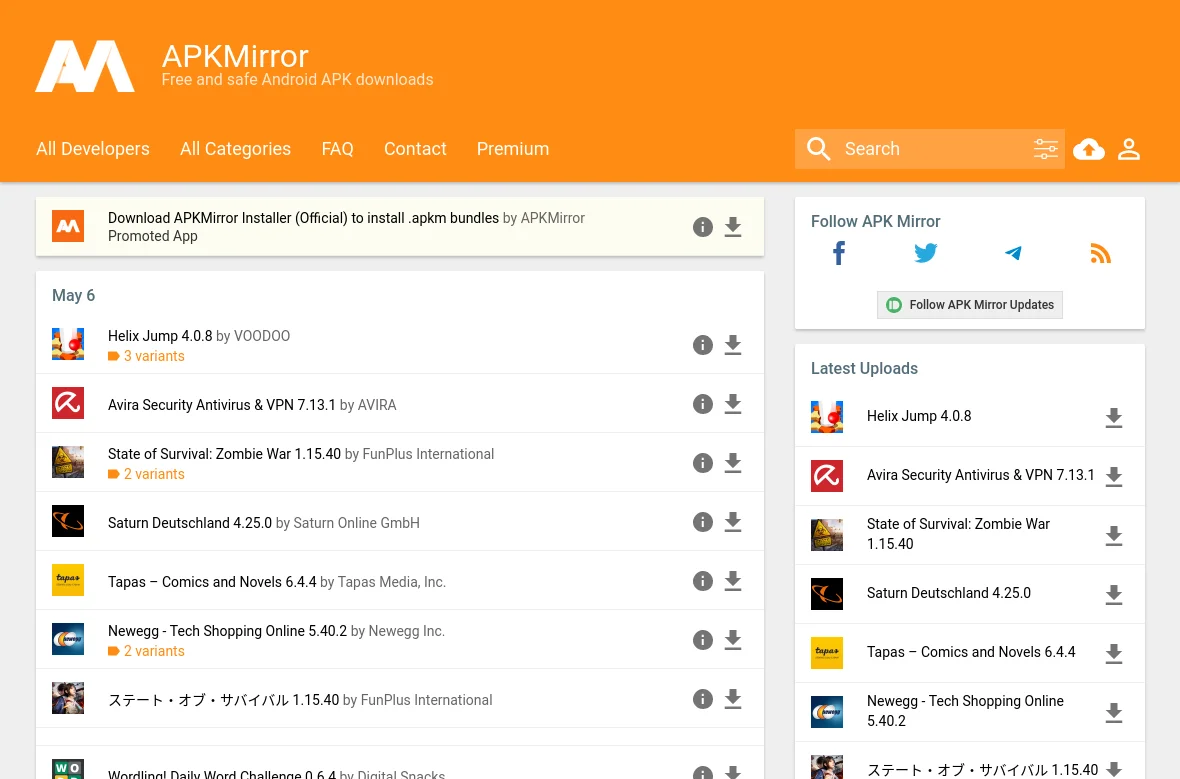 APKMirror
Free and safe Android APK downloads
All Developers
All Categories
FAQ
Contact
Premium
Search
Download APKMirror Installer (Official) to install .apkm bundles by APKMirror
Promoted App
May 6
Helix Jump 4.0.8 by VOODOO
3 variants
Avira Security Antivirus & VPN 7.13.1 by AVIRA
State of Survival: Zombie War 1.15.40 by FunPlus International
2 variants
Saturn Deutschland 4.25.0 by Saturn Online GmbH
tapas
Tapas – Comics and Novels 6.4.4 by Tapas Media, Inc.
newegg
Newegg - Tech Shopping Online 5.40.2 by Newegg Inc.
2 variants
ステート・オブ・サバイバル 1.15.40 by FunPlus International
WO
Wordling! Daily Word Challenge 0.6.4 by Digital Snacks
Follow APK Mirror
Follow APK Mirror Updates
Latest Uploads
Helix Jump 4.0.8
Avira Security Antivirus & VPN 7.13.1
State of Survival: Zombie War
1.15.40
Saturn Deutschland 4.25.0
tapas
Tapas – Comics and Novels 6.4.4
newegg
Newegg - Tech Shopping Online
5.40.2
ステート・オブ・サバイバル 1.15.40